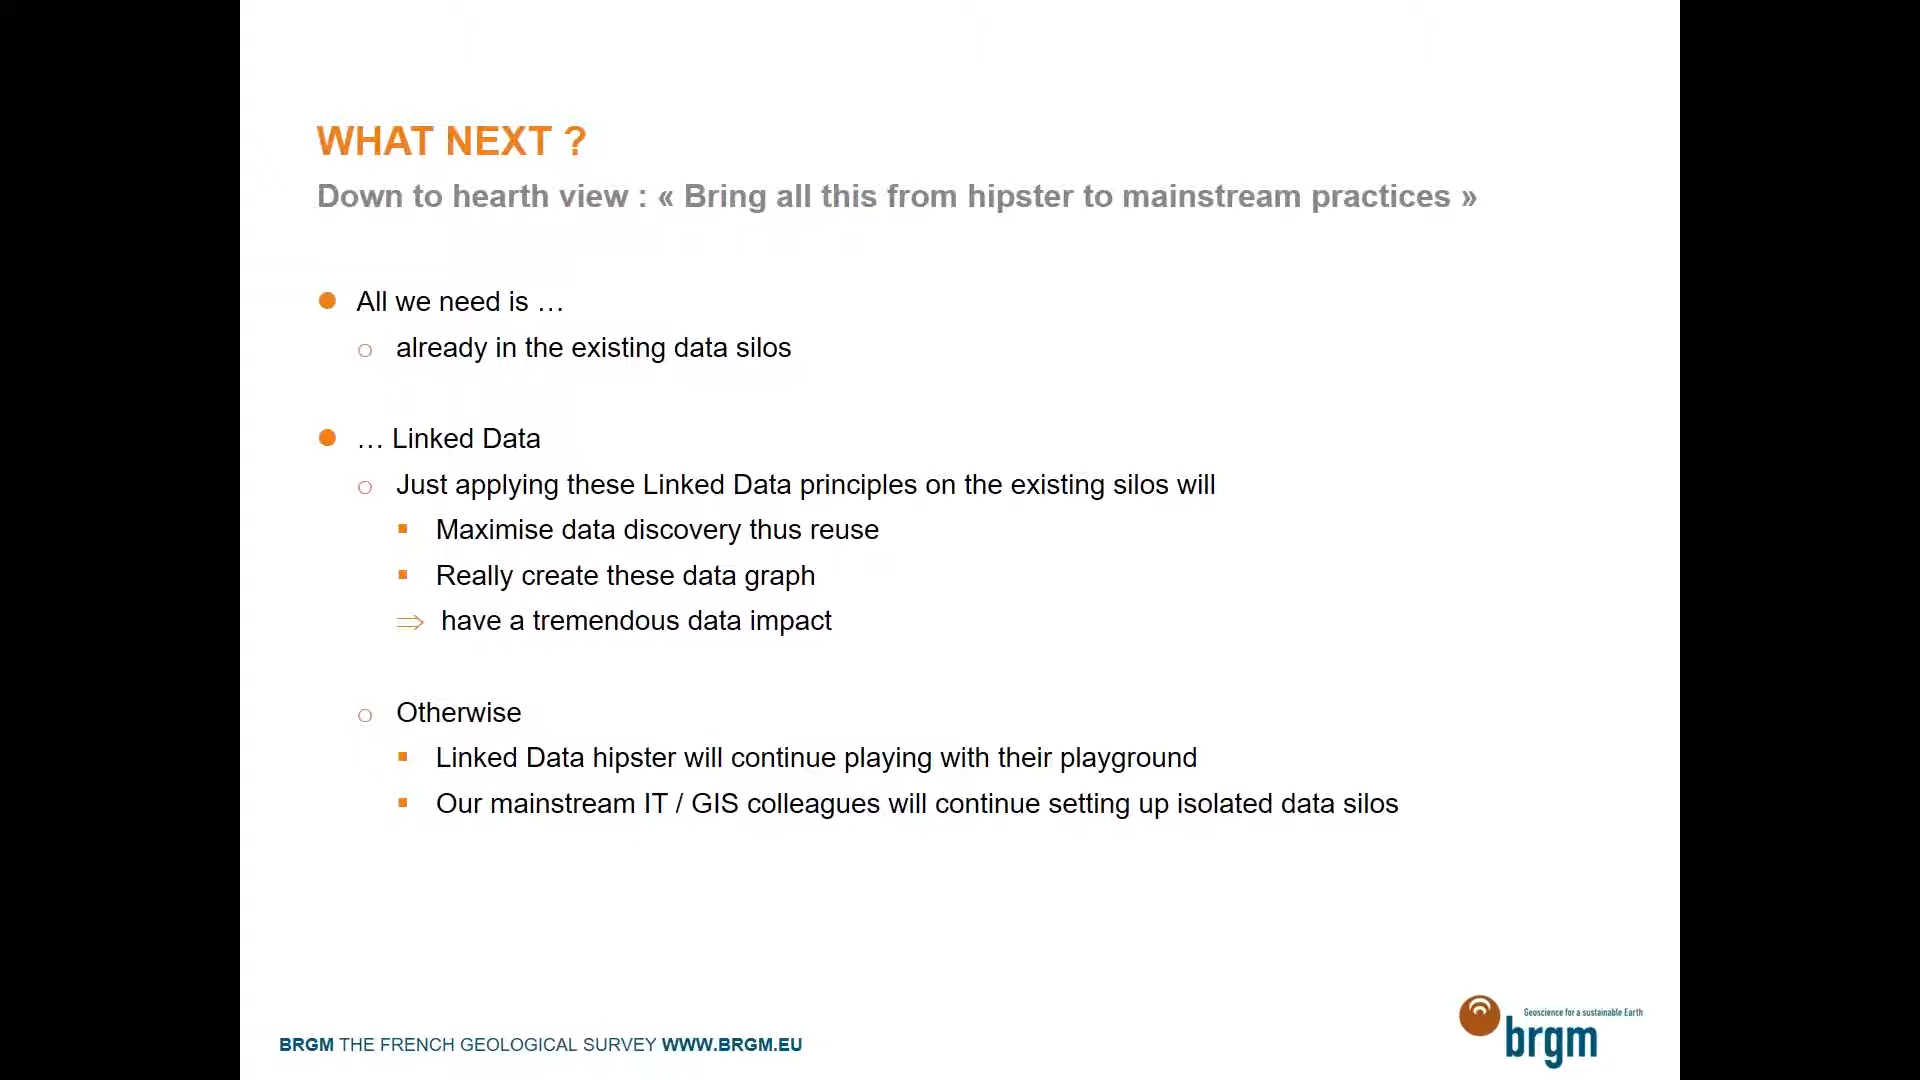 WHAT NEXT ?
Down to hearth view : « Bring all this from hipster to mainstream practices »
All we need is …
already in the existing data silos
… Linked Data
Just applying these Linked Data principles on the existing silos will
Maximise data discovery thus reuse
Really create these data graph
⇒ have a tremendous data impact
Otherwise
Linked Data hipster will continue playing with their playground
Our mainstream IT / GIS colleagues will continue setting up isolated data silos
BRGM THE FRENCH GEOLOGICAL SURVEY WWW.BRGM.EU
Geoscience for a sustainable Earth
brgm